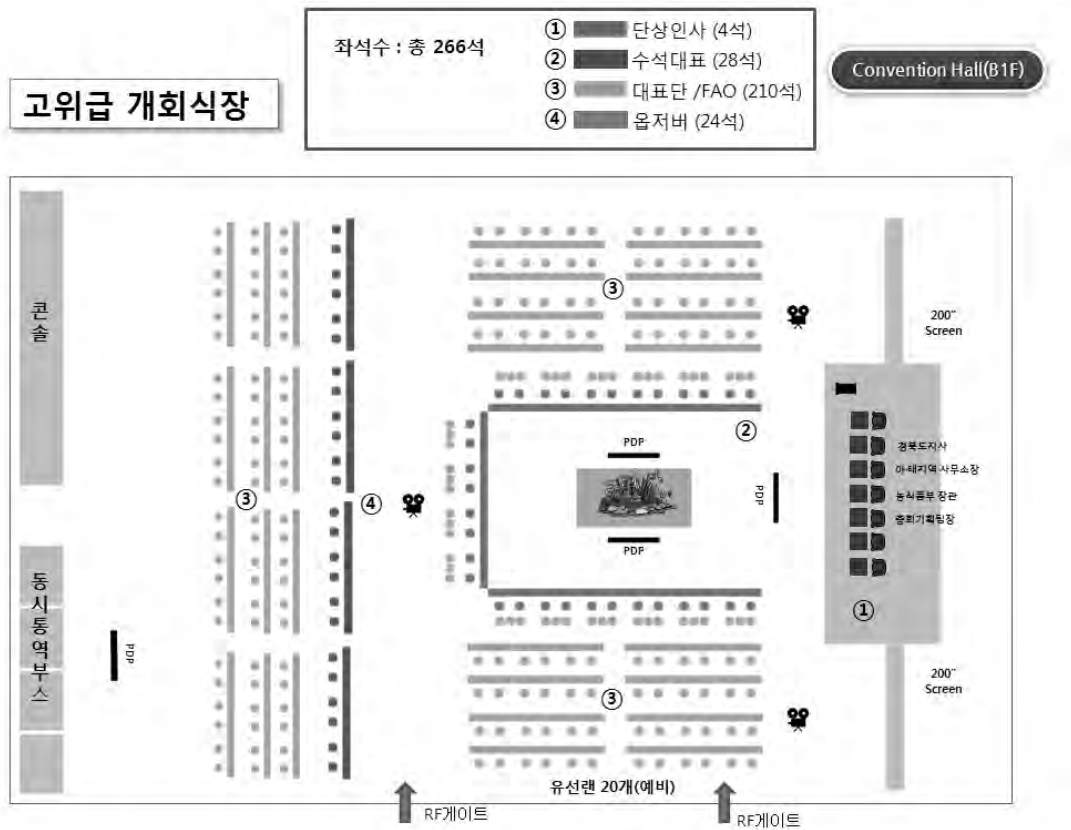 좌석수 : 총 266석
① 단상인사 (4석)
② 수석대표 (28석)
③ 대표단 /FAO (210석)
④ 옵저버 (24석)
Convention Hall(B1F)
고위급 개회식장
콘솔
③
200" Screen
②
PDP
경북도지사
아·태지역 사무소장
농식품부 장관
총회기획팀장
PDP
③
④
PDP
①
동시통역부스
PDP
200" Screen
③
유선랜 20개(예비)
RF게이트
RF게이트